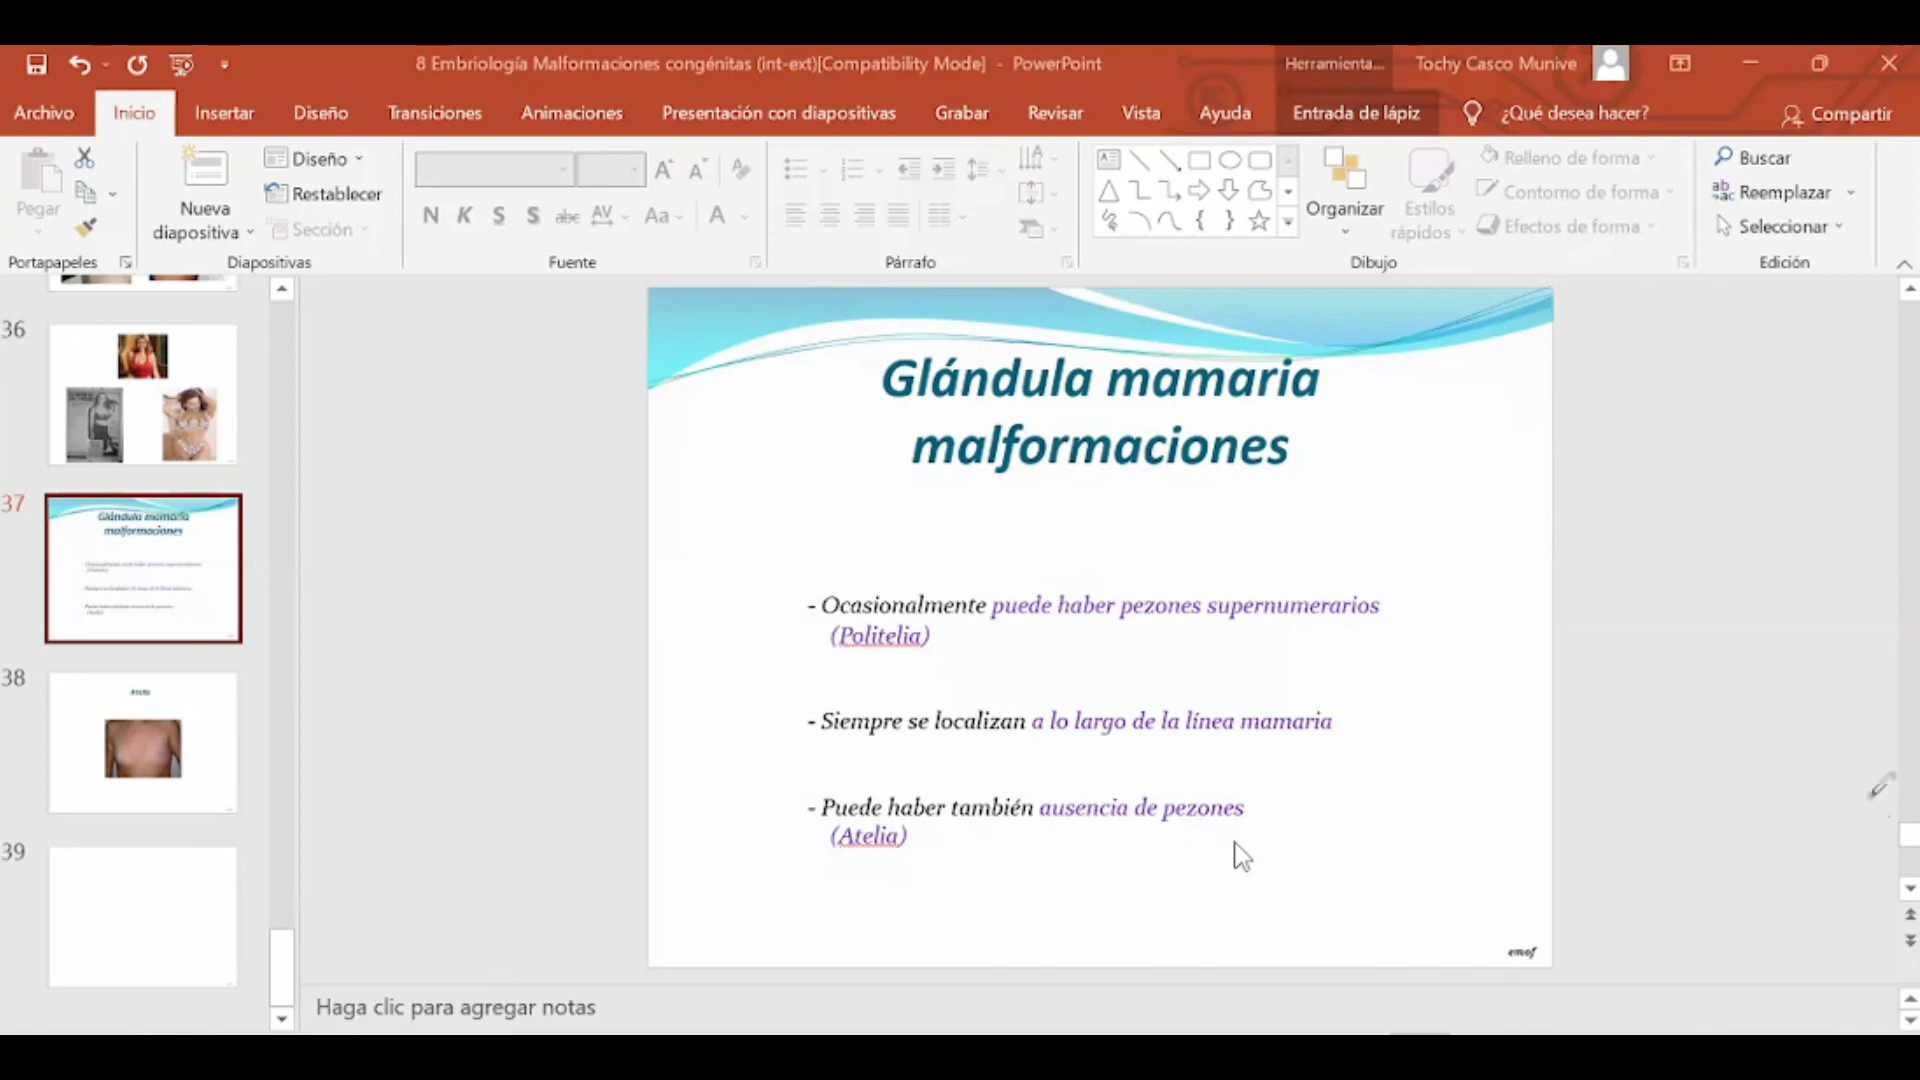 8 Embriología Malformaciones congénitas (int-ext)[Compatibility Mode] - PowerPoint
Herramienta...
Tochy Casco Munive
Archivo
Inicio
Insertar
Diseño
Transiciones
Animaciones
Presentación con diapositivas
Grabar
Revisar
Vista
Ayuda
Entrada de lápiz
¿Qué desea hacer?
Compartir
Pegar
Portapapeles
Nueva
diapositiva
Diseño
Restablecer
Sección
Diapositivas
N K S S abc AV Aa A
Fuente
Párrafo
Organizar
Estilos
rápidos
Relleno de forma
Contorno de forma
Efectos de forma
Dibujo
Buscar
Reemplazar
Seleccionar
Edición
36
37
Glándula mamaria
malformaciones
38
39
Glándula mamaria
malformaciones
- Ocasionalmente puede haber pezones supernumerarios
(Politelia)
- Siempre se localizan a lo largo de la línea mamaria
- Puede haber también ausencia de pezones
(Atelia)
emof
Haga clic para agregar notas